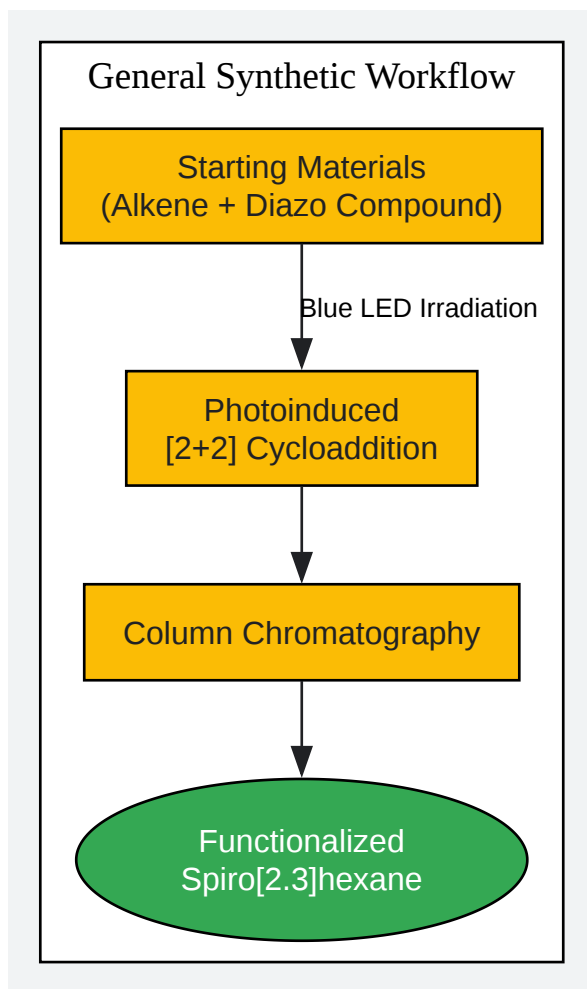 General Synthetic Workflow
Starting Materials
(Alkene + Diazo Compound)
Blue LED Irradiation
Photoinduced
[2+2] Cycloaddition
Column Chromatography
Functionalized
Spiro[2.3]hexane